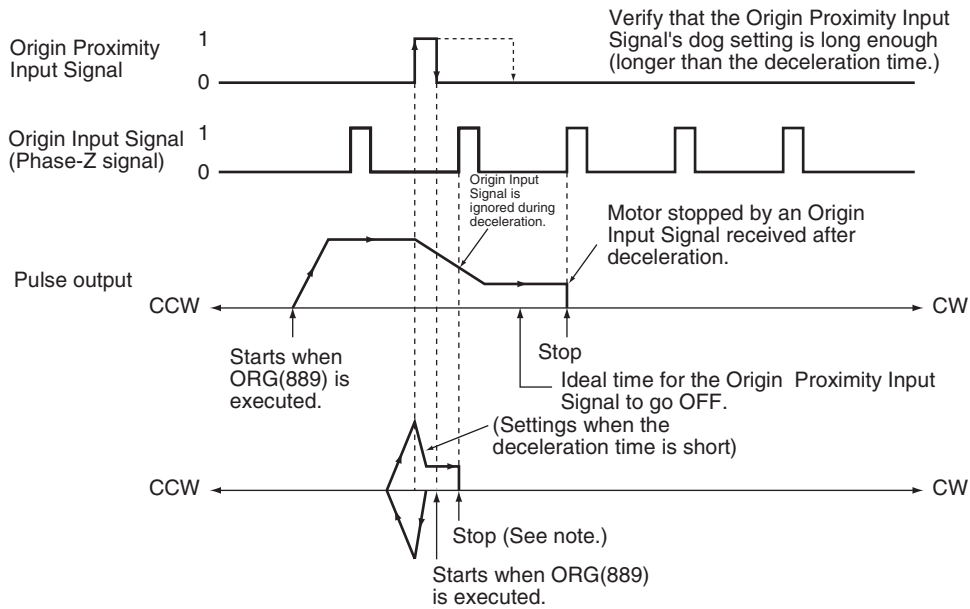 Origin Proximity
Input Signal
1
0
Verify that the Origin Proximity Input
Signal's dog setting is long enough
(longer than the deceleration time.)
Origin Input Signal
(Phase-Z signal)
1
0
Origin Input
Signal is
ignored during
deceleration.
Motor stopped by an Origin
Input Signal received after
deceleration.
Pulse output
CCW
CW
Starts when
ORG(889) is
executed.
Stop
Ideal time for the Origin Proximity Input
Signal to go OFF.
(Settings when the
deceleration time is short)
CCW
CW
Stop (See note.)
Starts when ORG(889)
is executed.